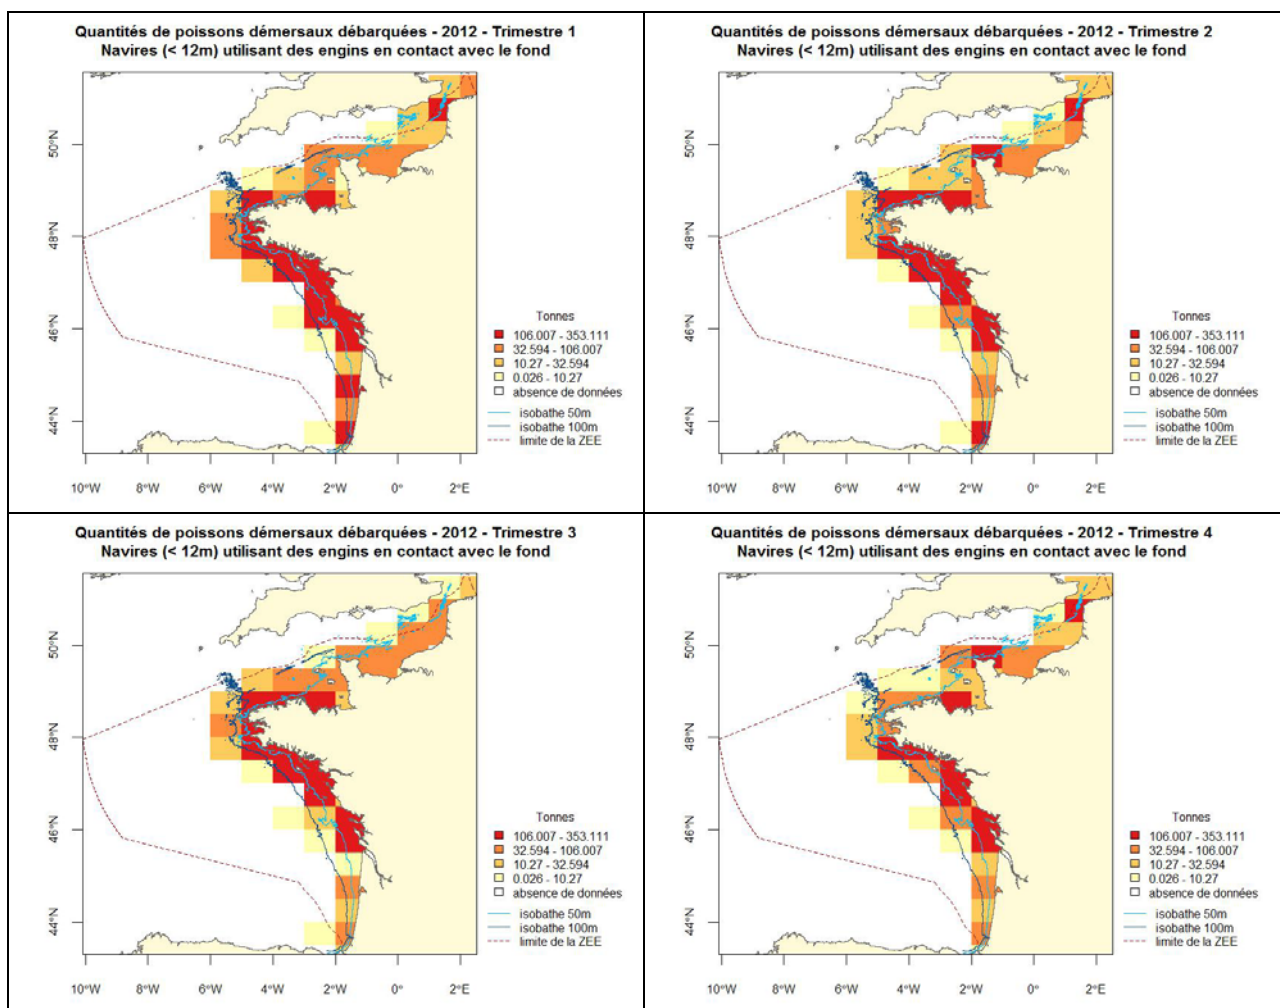 Quantités de poissons démersaux débarquées - 2012 - Trimestre 1
Navires (< 12m) utilisant des engins en contact avec le fond
50°N
48°N
46°N
44°N
10°W 8°W 6°W 4°W 2°W 0° 2°E
Tonnes
106.007 - 353.111
32.594 - 106.007
10.27 - 32.594
0.026 - 10.27
absence de données
isobathe 50m
isobathe 100m
limite de la ZEE
Quantités de poissons démersaux débarquées - 2012 - Trimestre 2
Navires (< 12m) utilisant des engins en contact avec le fond
50°N
48°N
46°N
44°N
10°W 8°W 6°W 4°W 2°W 0° 2°E
Tonnes
106.007 - 353.111
32.594 - 106.007
10.27 - 32.594
0.026 - 10.27
absence de données
isobathe 50m
isobathe 100m
limite de la ZEE
Quantités de poissons démersaux débarquées - 2012 - Trimestre 3
Navires (< 12m) utilisant des engins en contact avec le fond
50°N
48°N
46°N
44°N
10°W 8°W 6°W 4°W 2°W 0° 2°E
Tonnes
106.007 - 353.111
32.594 - 106.007
10.27 - 32.594
0.026 - 10.27
absence de données
isobathe 50m
isobathe 100m
limite de la ZEE
Quantités de poissons démersaux débarquées - 2012 - Trimestre 4
Navires (< 12m) utilisant des engins en contact avec le fond
50°N
48°N
46°N
44°N
10°W 8°W 6°W 4°W 2°W 0° 2°E
Tonnes
106.007 - 353.111
32.594 - 106.007
10.27 - 32.594
0.026 - 10.27
absence de données
isobathe 50m
isobathe 100m
limite de la ZEE